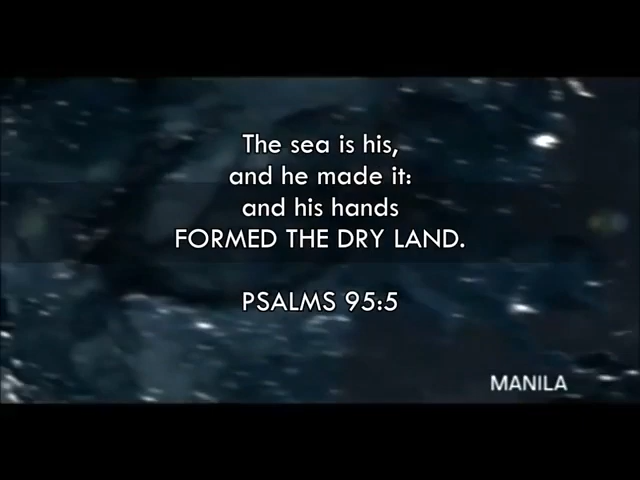 The sea is his,
and he made it:
and his hands
FORMED THE DRY LAND.
PSALMS 95:5
MANILA